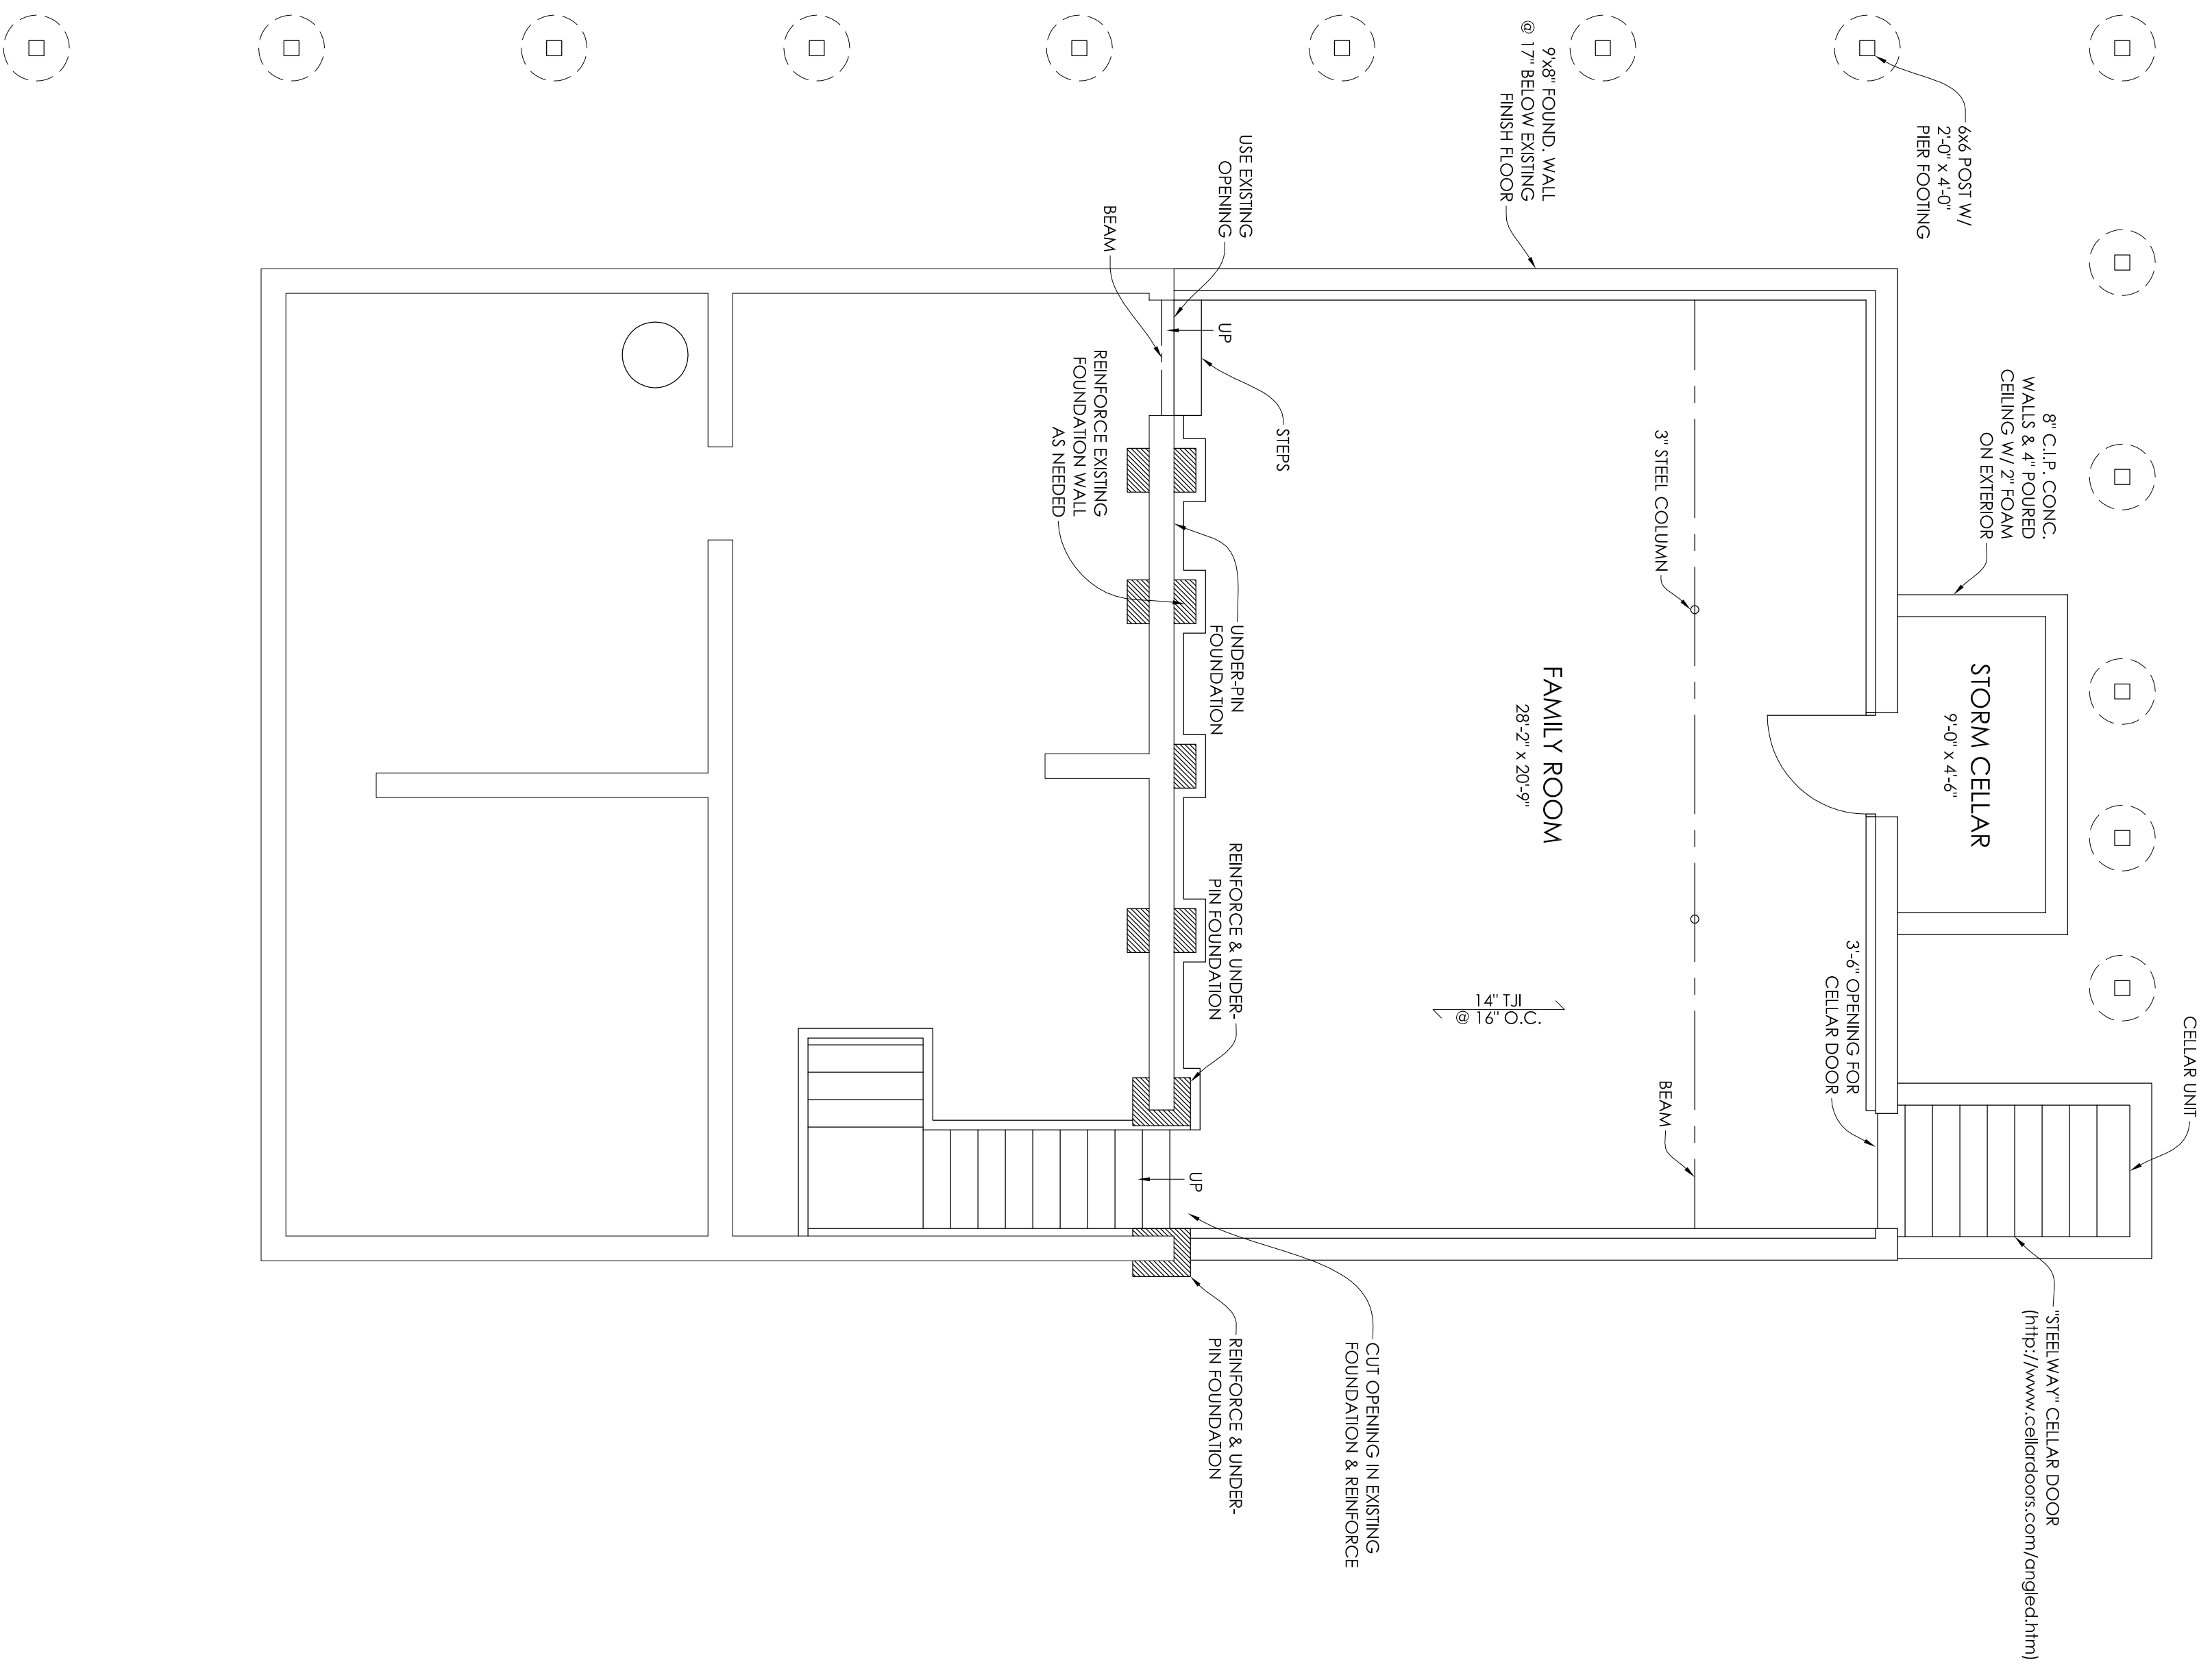 CELLAR UNIT
"STEELWAY" CELLAR DOOR
(http://www.cellardoors.com/angled.htm)
8" C.I.P. CONC.
WALLS & 4" POURED
CEILING W/ 2" FOAM
ON EXTERIOR
STORM CELLAR
9'-0" x 4'-6"
6x6 POST W/
2'-0" x 4'-0"
PIER FOOTING
3'-6" OPENING FOR
CELLAR DOOR
3" STEEL COLUMN
BEAM
9'x8" FOUND. WALL
@ 17" BELOW EXISTING
FINISH FLOOR
FAMILY ROOM
28'-2" x 20'-9"
14" TJI
@ 16" O.C.
CUT OPENING IN EXISTING
FOUNDATION & REINFORCE
STEPS
USE EXISTING
OPENING
UP
UNDER-PIN
FOUNDATION
REINFORCE & UNDER-
PIN FOUNDATION
REINFORCE & UNDER-
PIN FOUNDATION
UP
BEAM
REINFORCE EXISTING
FOUNDATION WALL
AS NEEDED